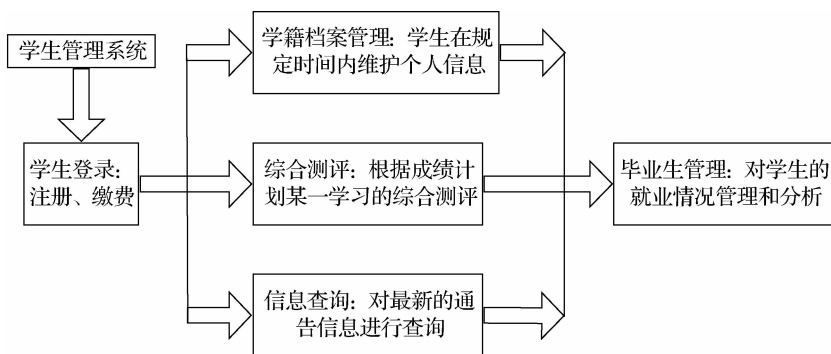 学生管理系统
学生登录：
注册、缴费
学籍档案管理：学生在规
定时间内维护个人信息
综合测评：根据成绩计
划某一学习的综合测评
信息查询：对最新的通
告信息进行查询
毕业生管理：对学生的
就业情况管理和分析